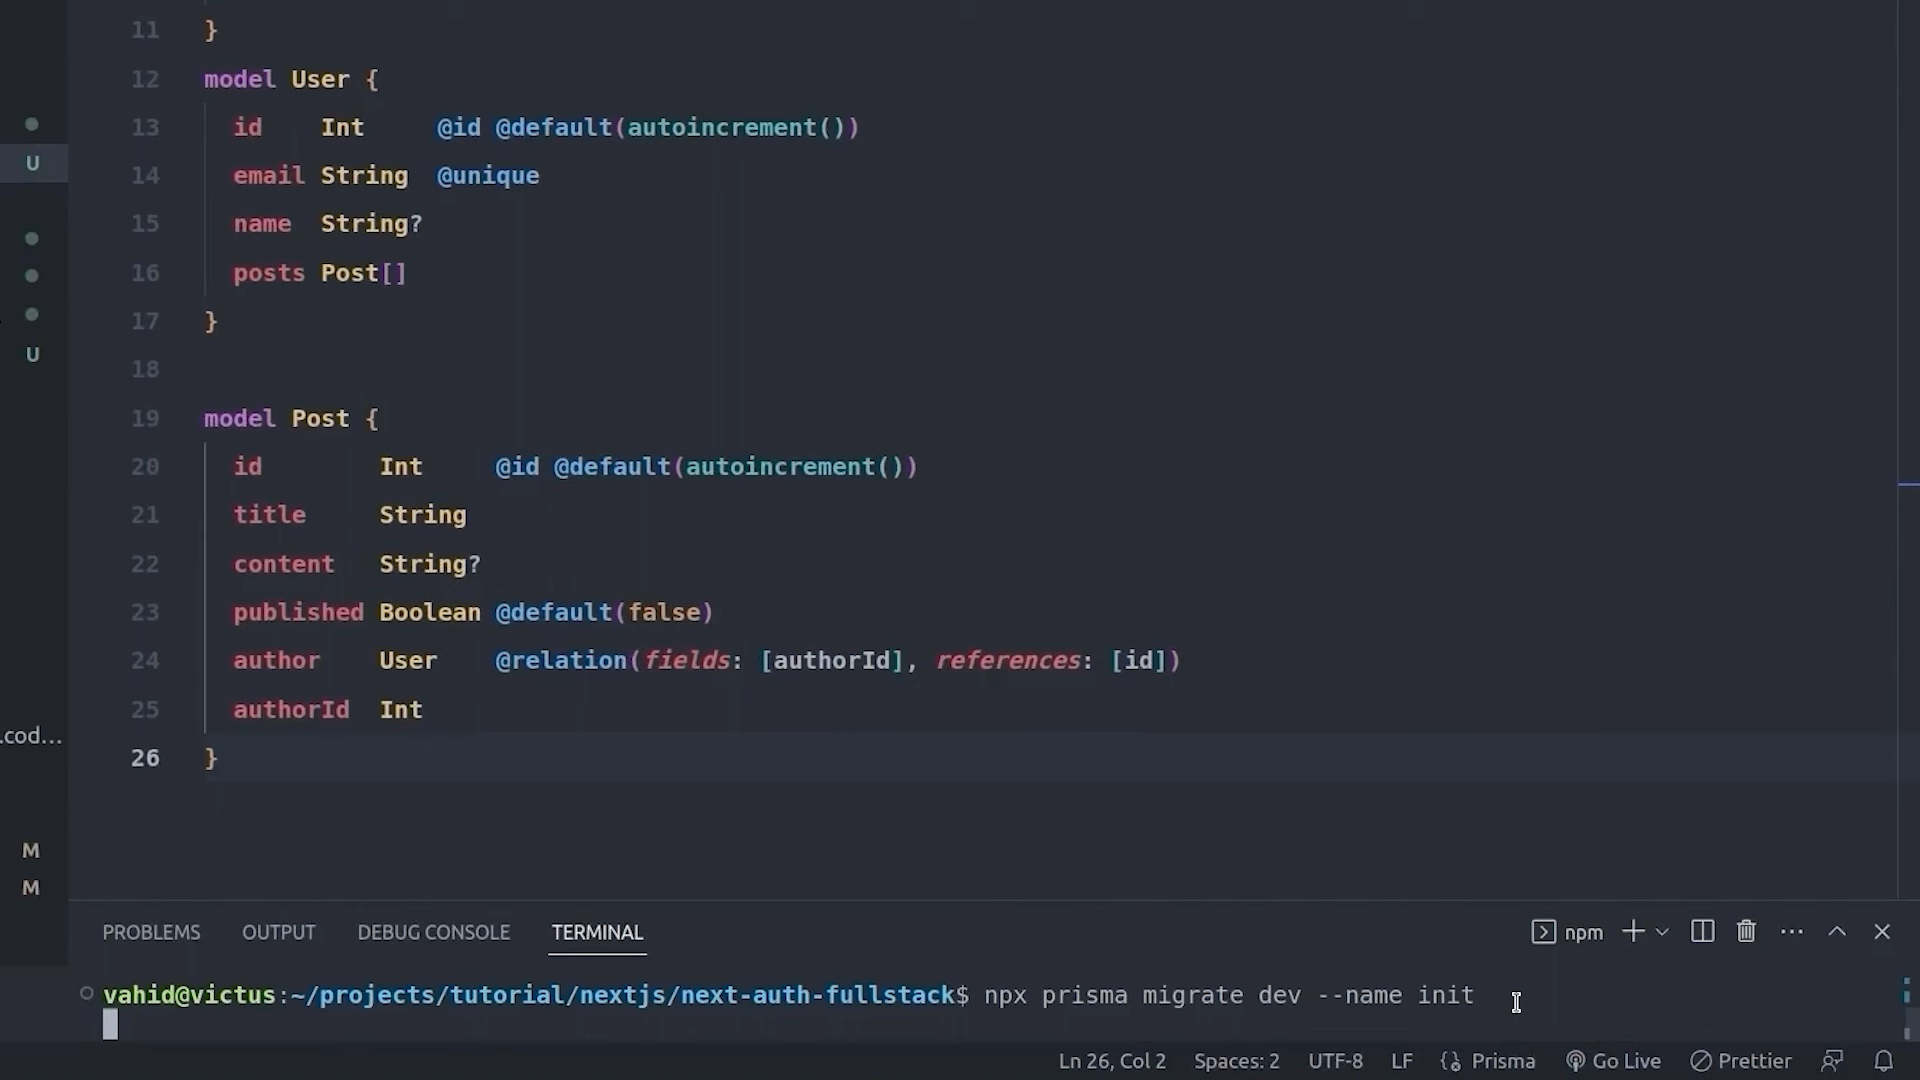 11 }
12 model User {
13 id Int @id @default(autoincrement())
14 email String @unique
15 name String?
16 posts Post[]
17 }
18
19 model Post {
20 id Int @id @default(autoincrement())
21 title String
22 content String?
23 published Boolean @default(false)
24 author User @relation(fields: [authorId], references: [id])
25 authorId Int
26 }
U
U
.cod...
M
M
PROBLEMS OUTPUT DEBUG CONSOLE TERMINAL npm
vahid@victus:~/projects/tutorial/nextjs/next-auth-fullstack$ npx prisma migrate dev --name init
Ln 26, Col 2 Spaces: 2 UTF-8 LF Prisma Go Live Prettier